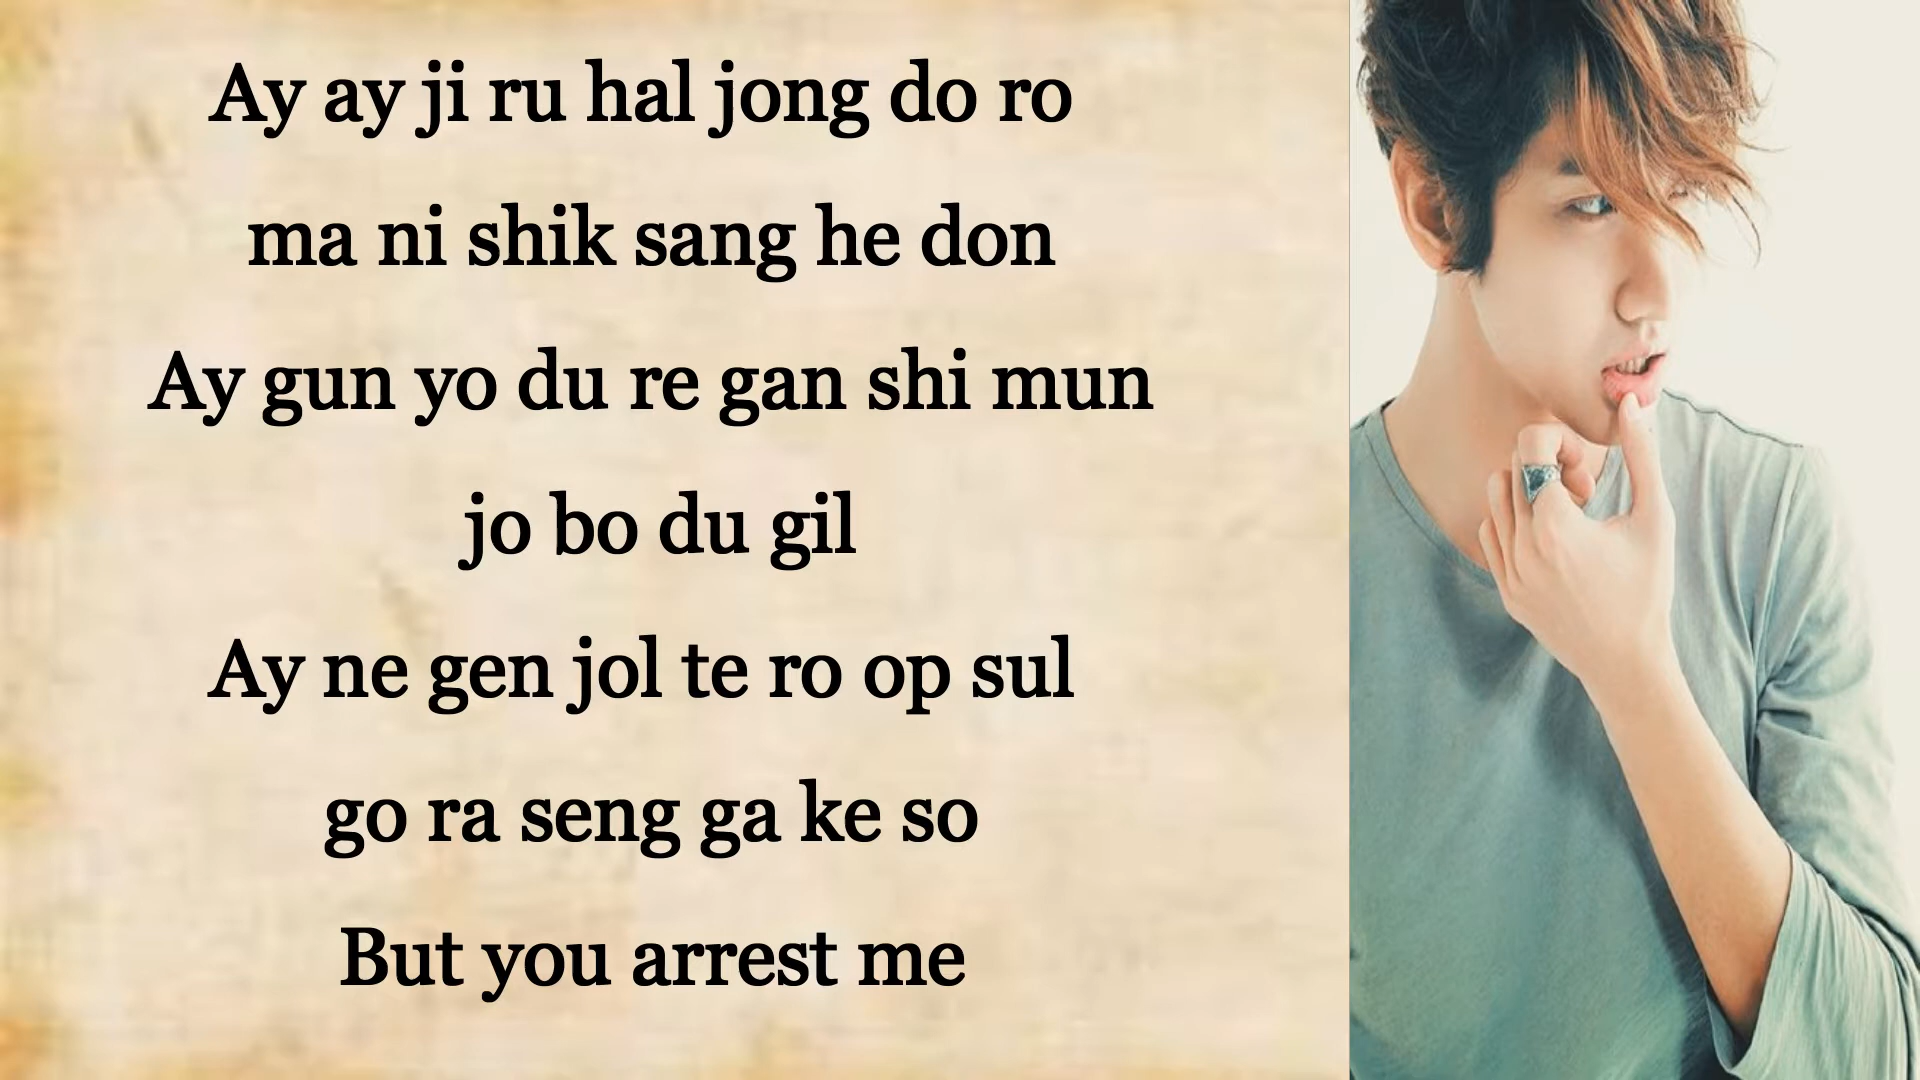 Ay ay ji ru hal jong do ro
ma ni shik sang he don
Ay gun yo du re gan shi mun
jo bo du gil
Ay ne gen jol te ro op sul
go ra seng ga ke so
But you arrest me